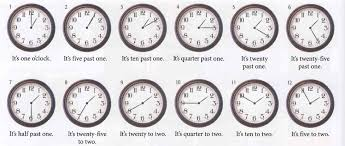 1 2 3 4 5 6
It's one o'clock. It's five past one. It's ten past one. It's quarter past one. It's twenty past one. It's twenty-five past one.
7 8 9 10 11 12
It's half past one. It's twenty-five to two. It's twenty to two. It's quarter to two. It's ten to two. It's five to two.